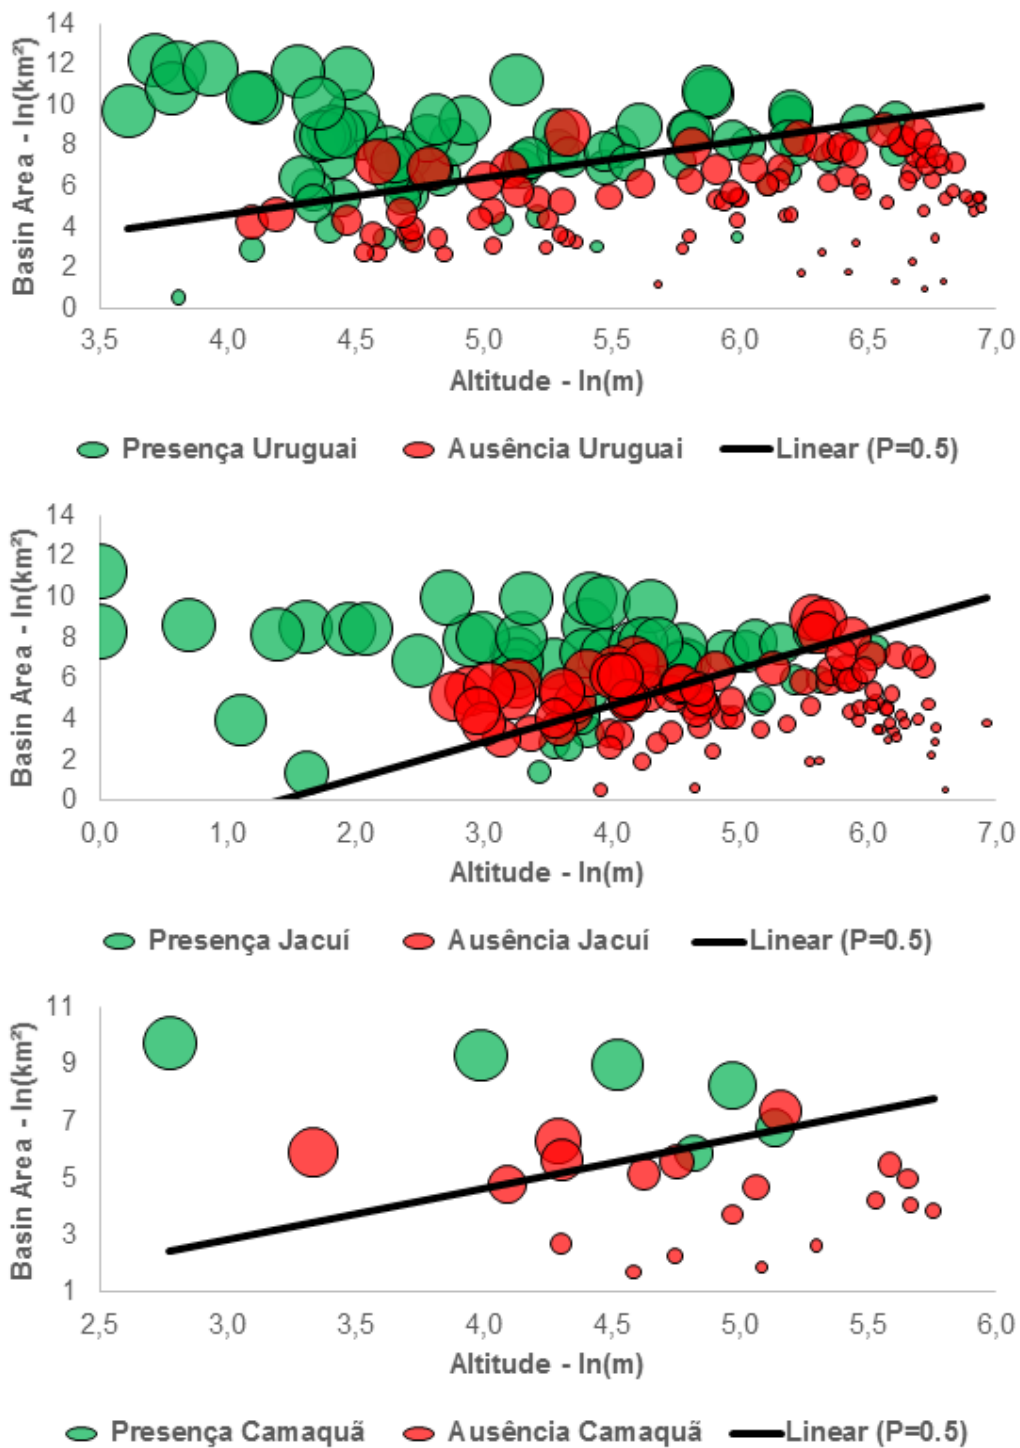 14
12
10
8
6
4
2
0
Basin Area - ln(km²)
3,5 4,0 4,5 5,0 5,5 6,0 6,5 7,0
Altitude - ln(m)
Presença Uruguai Ausência Uruguai Linear (P=0.5)
14
12
10
8
6
4
2
0
Basin Area - ln(km²)
0,0 1,0 2,0 3,0 4,0 5,0 6,0 7,0
Altitude - ln(m)
Presença Jacuí Ausência Jacuí Linear (P=0.5)
11
9
7
5
3
1
Basin Area - ln(km²)
2,5 3,0 3,5 4,0 4,5 5,0 5,5 6,0
Altitude - ln(m)
Presença Camaquã Ausência Camaquã Linear (P=0.5)